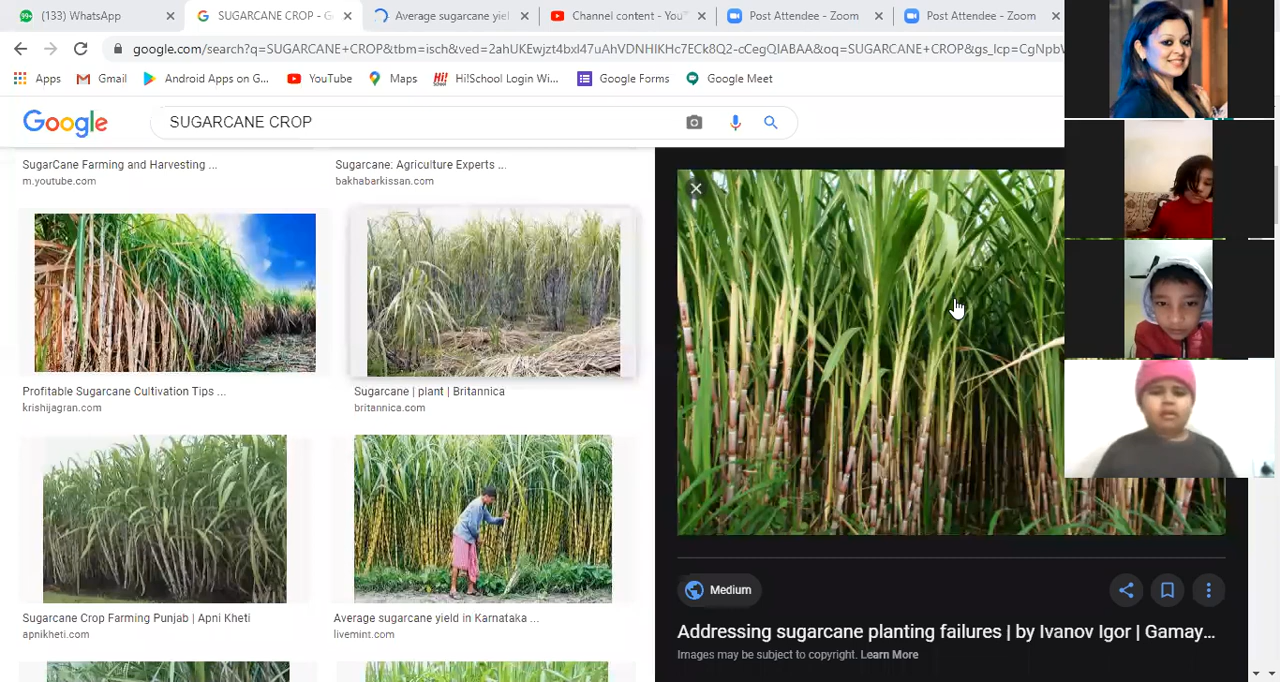 99+ (133) WhatsApp
SUGARCANE CROP - G
Average sugarcane yiel
Channel content - YouT
Post Attendee - Zoom
Post Attendee - Zoom
google.com/search?q=SUGARCANE+CROP&tbm=isch&ved=2ahUKEwjzt4bxl47uAhVDNHIKHc7ECk8Q2-cCegQIABAA&oq=SUGARCANE+CROP&gs_lcp=CgNpbW
Apps
Gmail
Android Apps on G...
YouTube
Maps
Hi!School Login Wi...
Google Forms
Google Meet
Google
SUGARCANE CROP
SugarCane Farming and Harvesting ...
m.youtube.com
Sugarcane: Agriculture Experts ...
bakhabarkissan.com
Profitable Sugarcane Cultivation Tips ...
krishijagran.com
Sugarcane | plant | Britannica
britannica.com
Sugarcane Crop Farming Punjab | Apni Kheti
apnikheti.com
Average sugarcane yield in Karnataka ...
livemint.com
Medium
Addressing sugarcane planting failures | by Ivanov Igor | Gamay...
Images may be subject to copyright. Learn More